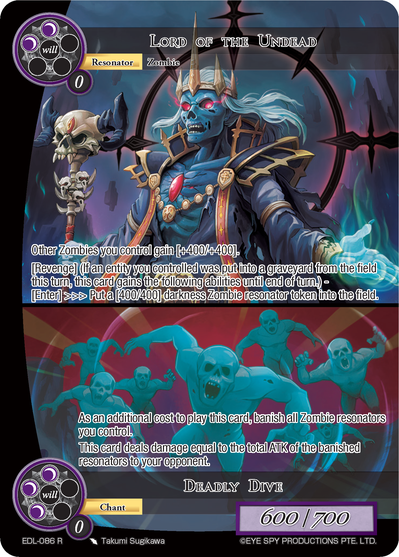 Lord of the Undead
will
Resonator Zombie
0
Other Zombies you control gain [+400/+400].
[Revenge] (If an entity you controlled was put into a graveyard from the field
this turn, this card gains the following abilities until end of turn.) -
[Enter] >>> Put a [400/400] darkness Zombie resonator token into the field.
As an additional cost to play this card, banish all Zombie resonators
you control.
This card deals damage equal to the total ATK of the banished
resonators to your opponent.
Deadly Dive
will
Chant
0
600 / 700
EDL-086 R Takumi Sugikawa ©EYE SPY PRODUCTIONS PTE. LTD.